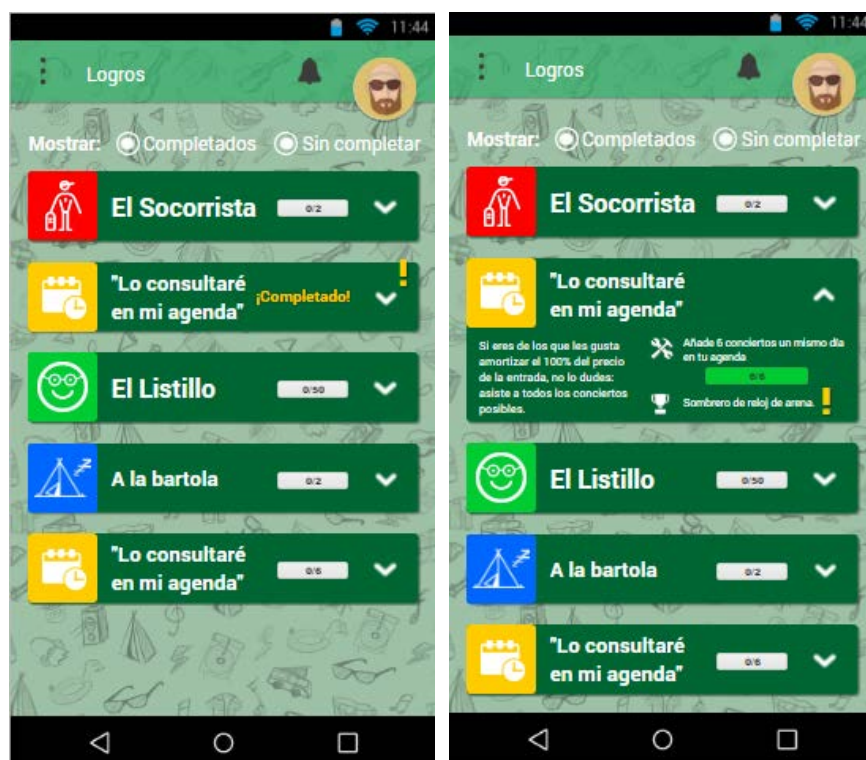 11:44
Logros
Mostrar: Completados Sin completar
El Socorrista 0/2
"Lo consultaré
en mi agenda"
¡Completado! !
El Listillo 0/50
A la bartola 0/2
"Lo consultaré
en mi agenda" 0/6
11:44
Logros
Mostrar: Completados Sin completar
El Socorrista 0/2
"Lo consultaré
en mi agenda"
Si eres de los que les gusta
amortizar el 100% del precio
de la entrada, no lo dudes:
asiste a todos los conciertos
posibles.
Añade 6 conciertos un mismo día
en tu agenda
6/6
Sombrero de reloj de arena. !
El Listillo 0/50
A la bartola 0/2
"Lo consultaré
en mi agenda" 0/6